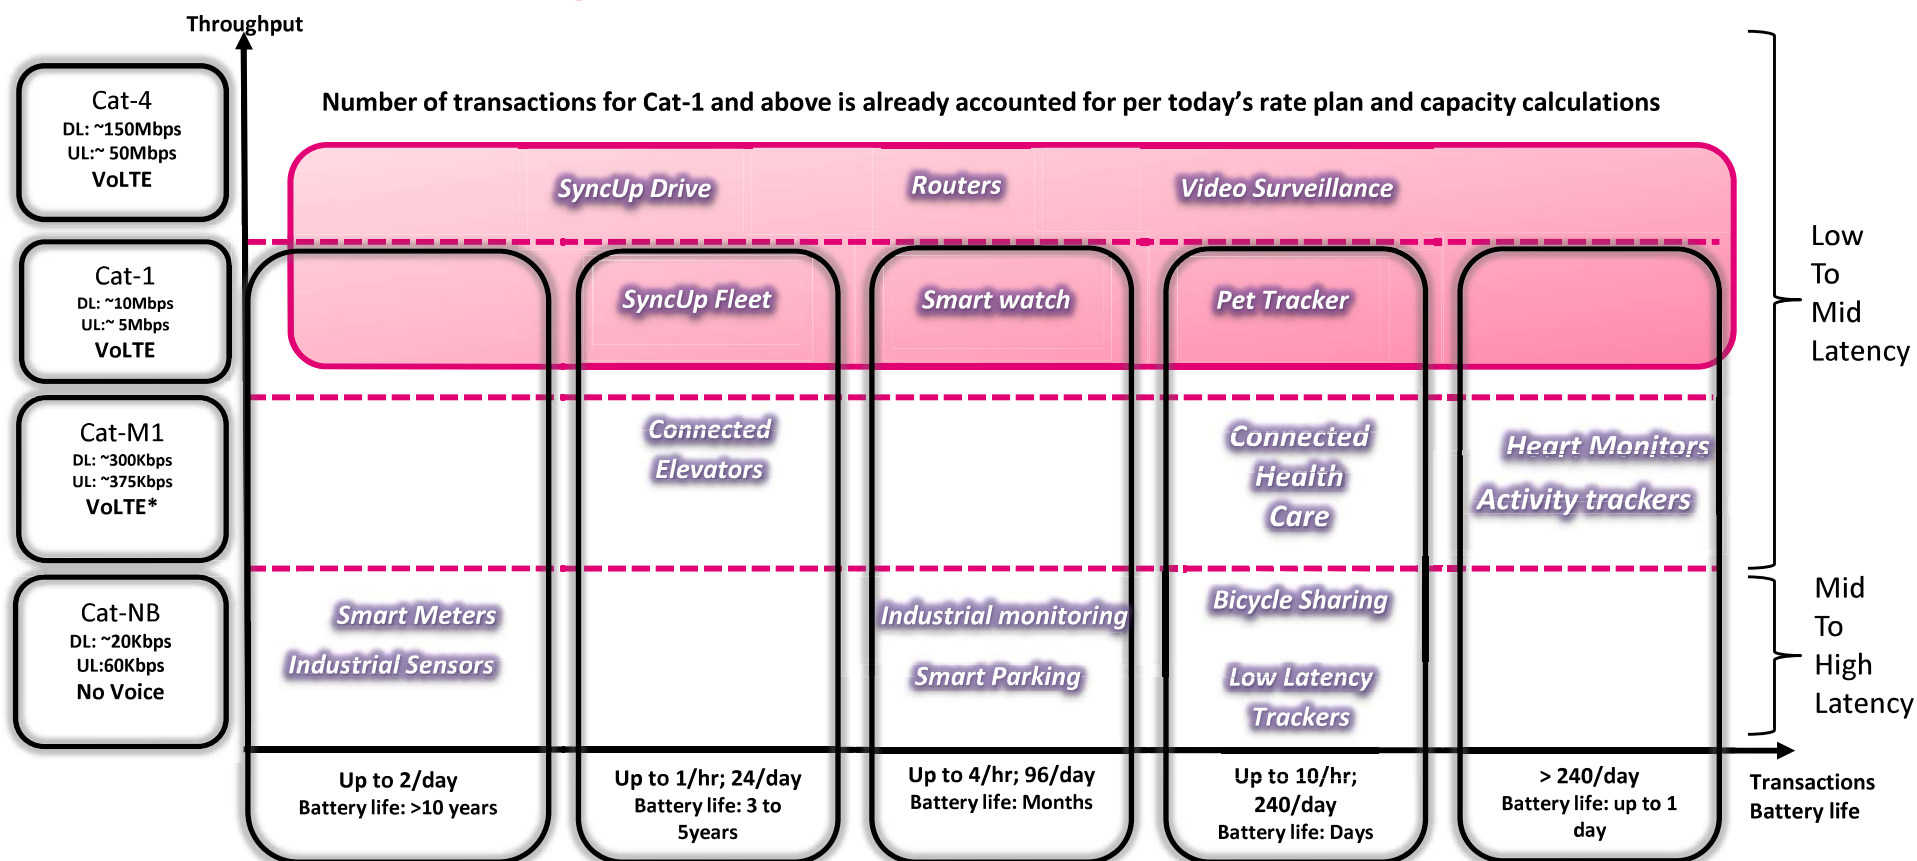 Throughput
Number of transactions for Cat-1 and above is already accounted for per today’s rate plan and capacity calculations
Cat-4
DL: ~150Mbps
UL:~ 50Mbps
VoLTE
SyncUp Drive
Routers
Video Surveillance
Cat-1
DL: ~10Mbps
UL:~ 5Mbps
VoLTE
SyncUp Fleet
Smart watch
Pet Tracker
Low
To
Mid
Latency
Cat-M1
DL: ~300Kbps
UL: ~375Kbps
VoLTE*
Connected
Elevators
Connected
Health
Care
Heart Monitors
Activity trackers
Cat-NB
DL: ~20Kbps
UL:60Kbps
No Voice
Smart Meters
Industrial Sensors
Industrial monitoring
Smart Parking
Bicycle Sharing
Low Latency
Trackers
Mid
To
High
Latency
Up to 2/day
Battery life: >10 years
Up to 1/hr; 24/day
Battery life: 3 to
5years
Up to 4/hr; 96/day
Battery life: Months
Up to 10/hr;
240/day
Battery life: Days
> 240/day
Battery life: up to 1
day
Transactions
Battery life